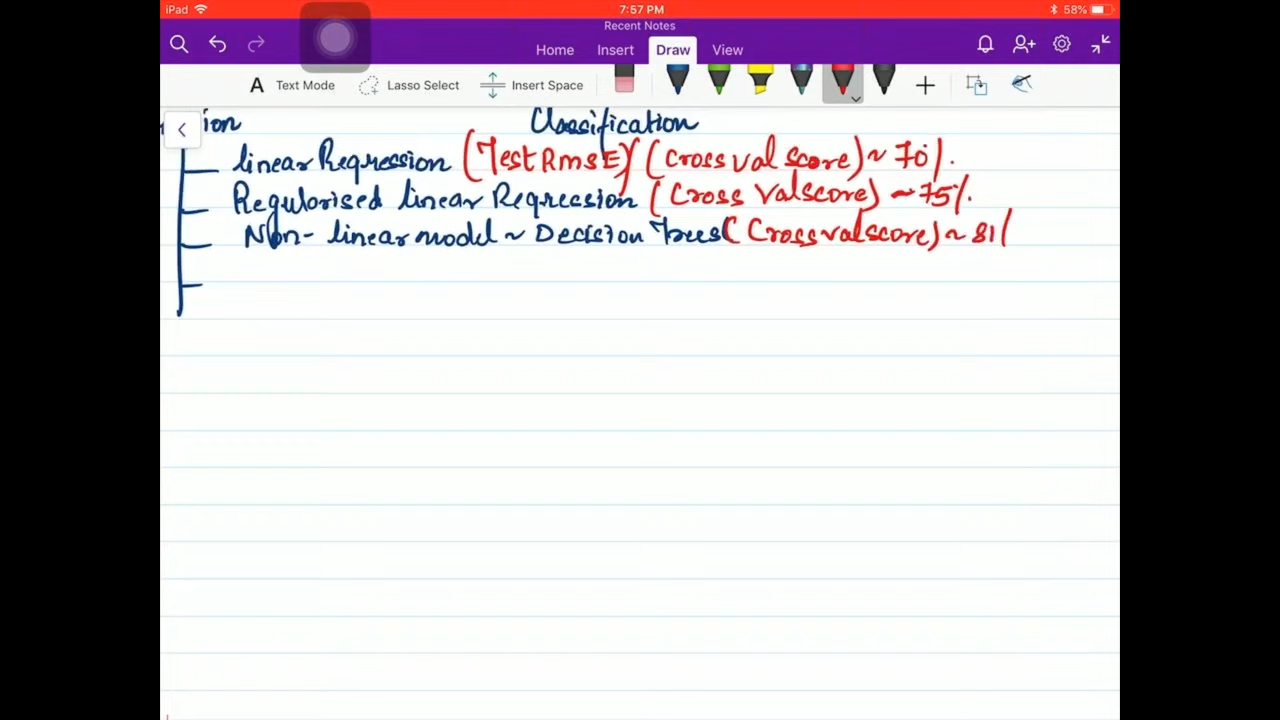 iPad 7:57 PM 58%
Recent Notes
Home Insert Draw View
A Text Mode Lasso Select Insert Space
ion Classification
linear Regression (Test RmSE)/(Cross val score) ~ 70%.
Regularised linear Regression (Cross Valscore) ~ 75%.
Non-linear model ~ Decision Trees (Crossvalscore) ~ 81/